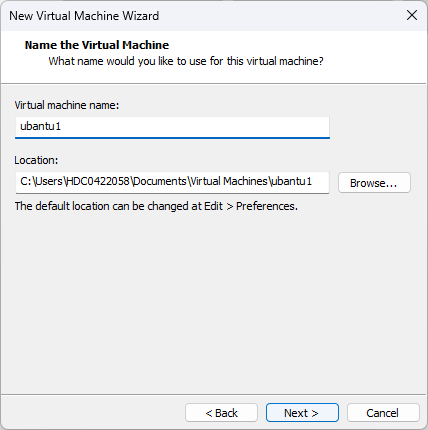 New Virtual Machine Wizard
Name the Virtual Machine
What name would you like to use for this virtual machine?
Virtual machine name:
ubantu1
Location:
C:\Users\HDC0422058\Documents\Virtual Machines\ubantu1
Browse...
The default location can be changed at Edit > Preferences.
< Back
Next >
Cancel